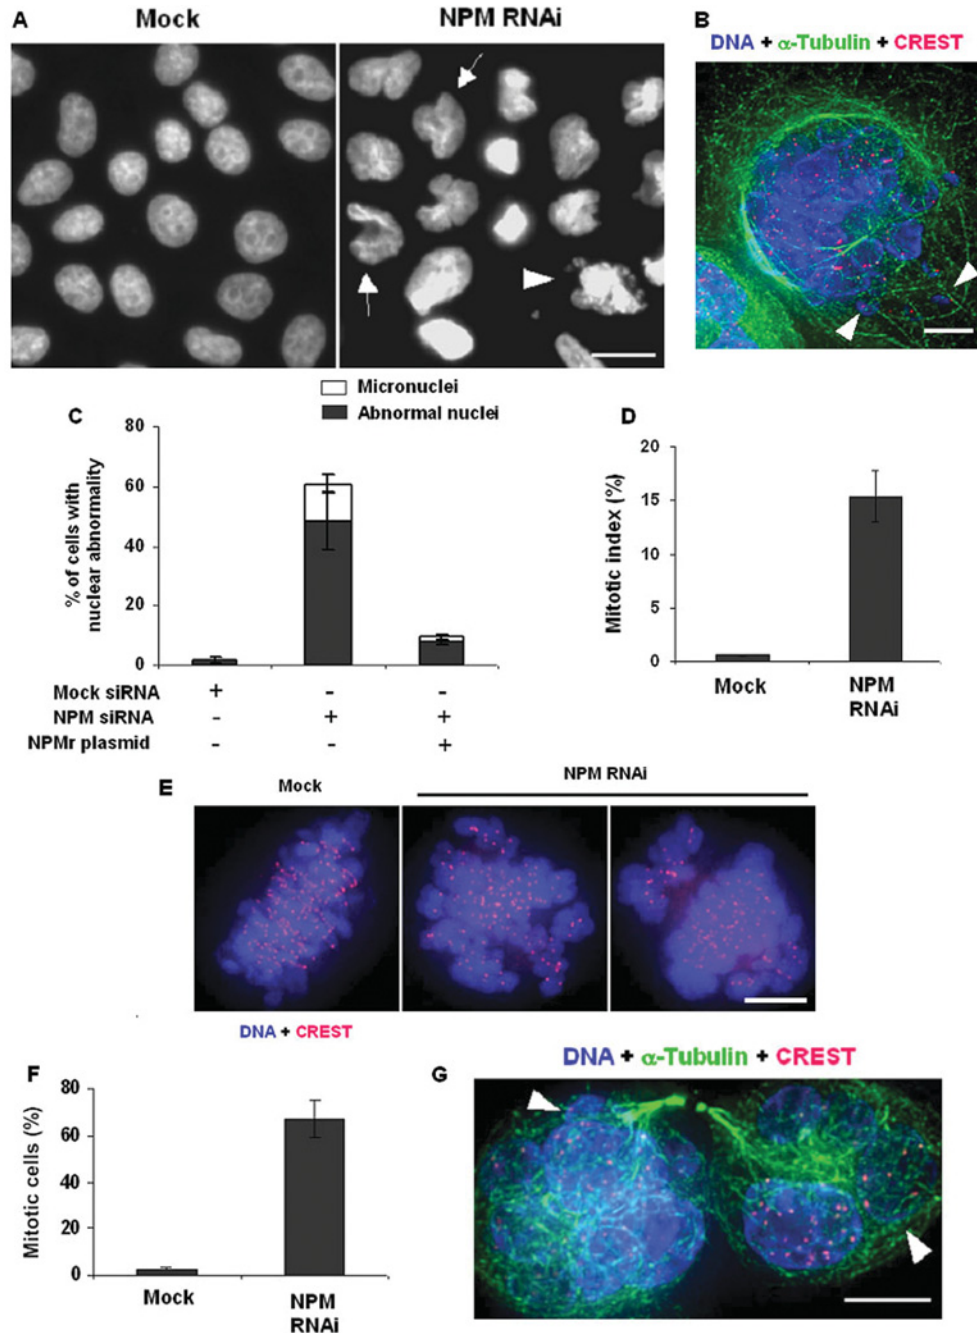 A
Mock
NPM RNAi
B
DNA + α-Tubulin + CREST
C
Micronuclei
Abnormal nuclei
% of cells with
nuclear abnormality
80
60
40
20
0
Mock siRNA + - -
NPM siRNA - + +
NPMr plasmid - - +
D
Mitotic index (%)
20
15
10
5
0
Mock
NPM
RNAi
E
Mock
NPM RNAi
DNA + CREST
F
Mitotic cells (%)
80
60
40
20
0
Mock
NPM
RNAi
G
DNA + α-Tubulin + CREST